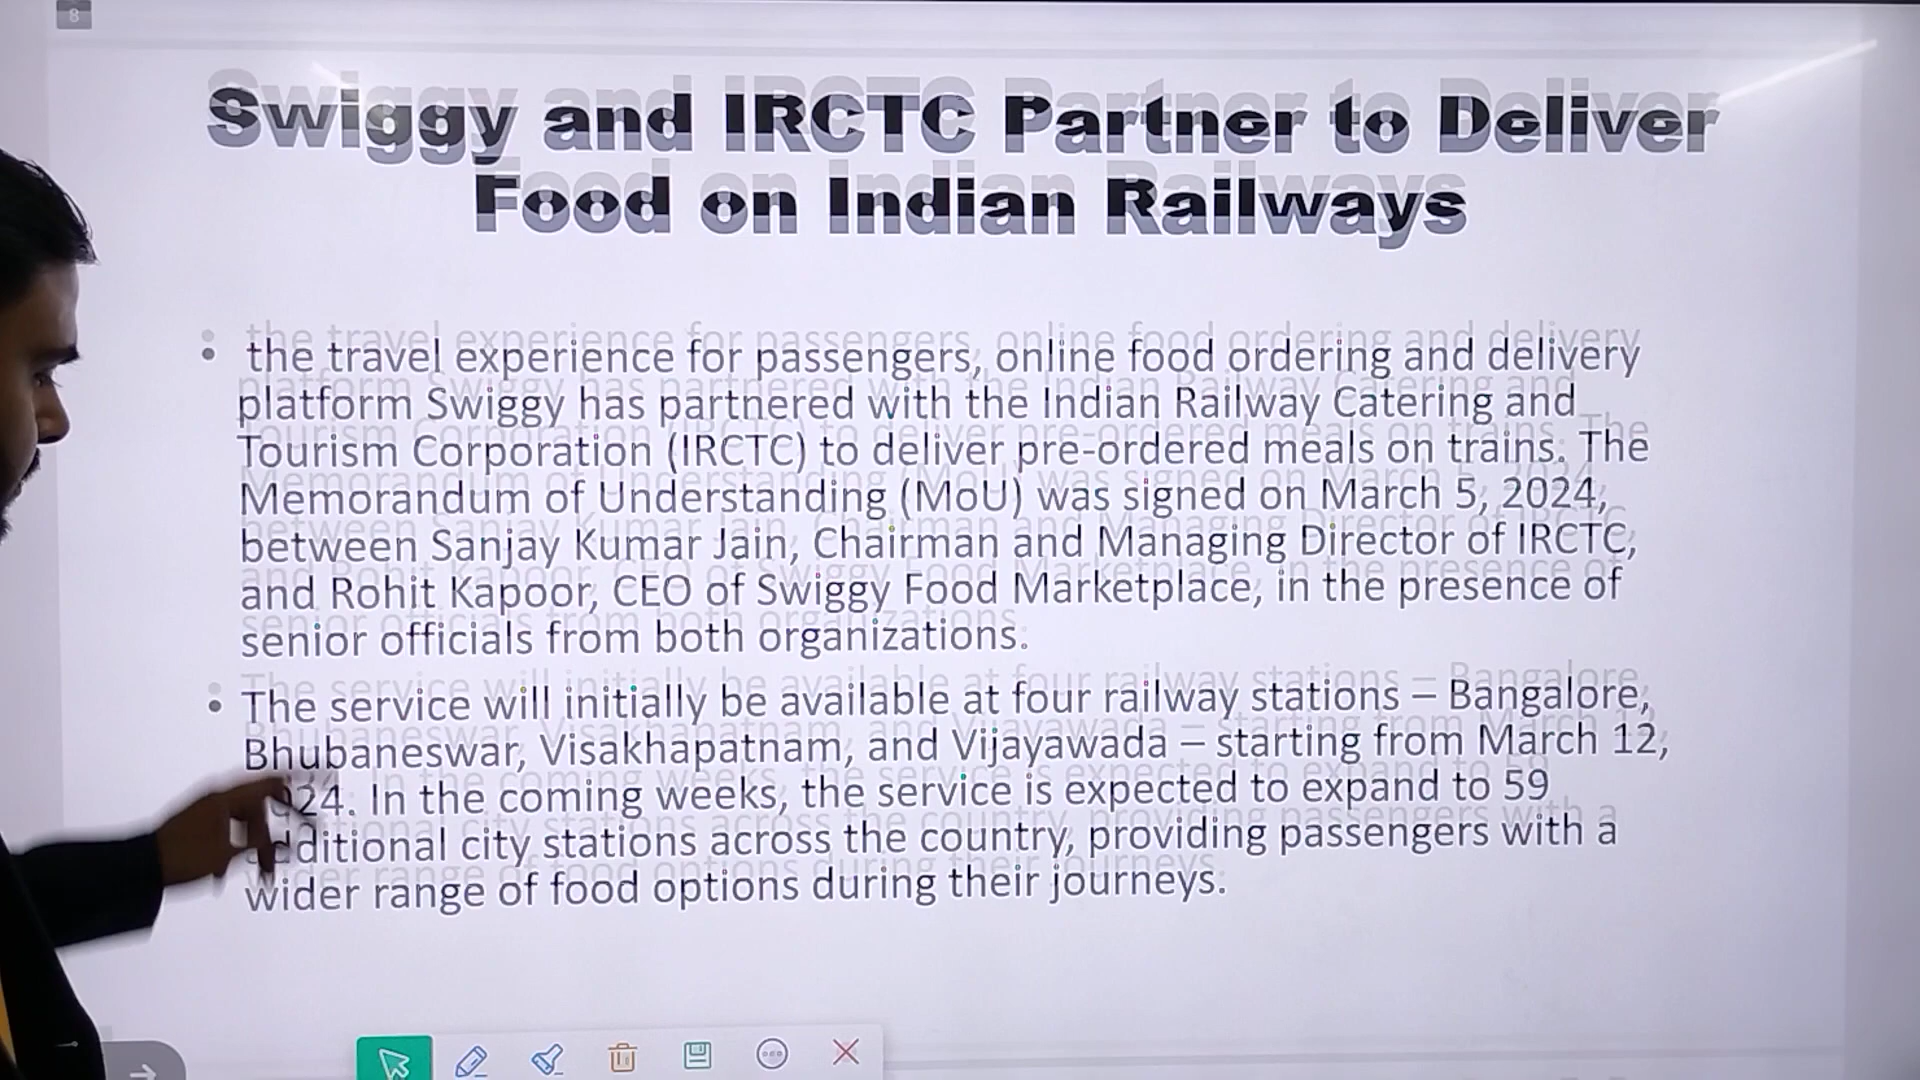 8
Swiggy and IRCTC Partner to Deliver
Food on Indian Railways
• the travel experience for passengers, online food ordering and delivery
platform Swiggy has partnered with the Indian Railway Catering and
Tourism Corporation (IRCTC) to deliver pre-ordered meals on trains. The
Memorandum of Understanding (MoU) was signed on March 5, 2024,
between Sanjay Kumar Jain, Chairman and Managing Director of IRCTC,
and Rohit Kapoor, CEO of Swiggy Food Marketplace, in the presence of
senior officials from both organizations.
• The service will initially be available at four railway stations – Bangalore,
Bhubaneswar, Visakhapatnam, and Vijayawada – starting from March 12,
024. In the coming weeks, the service is expected to expand to 59
additional city stations across the country, providing passengers with a
wider range of food options during their journeys.